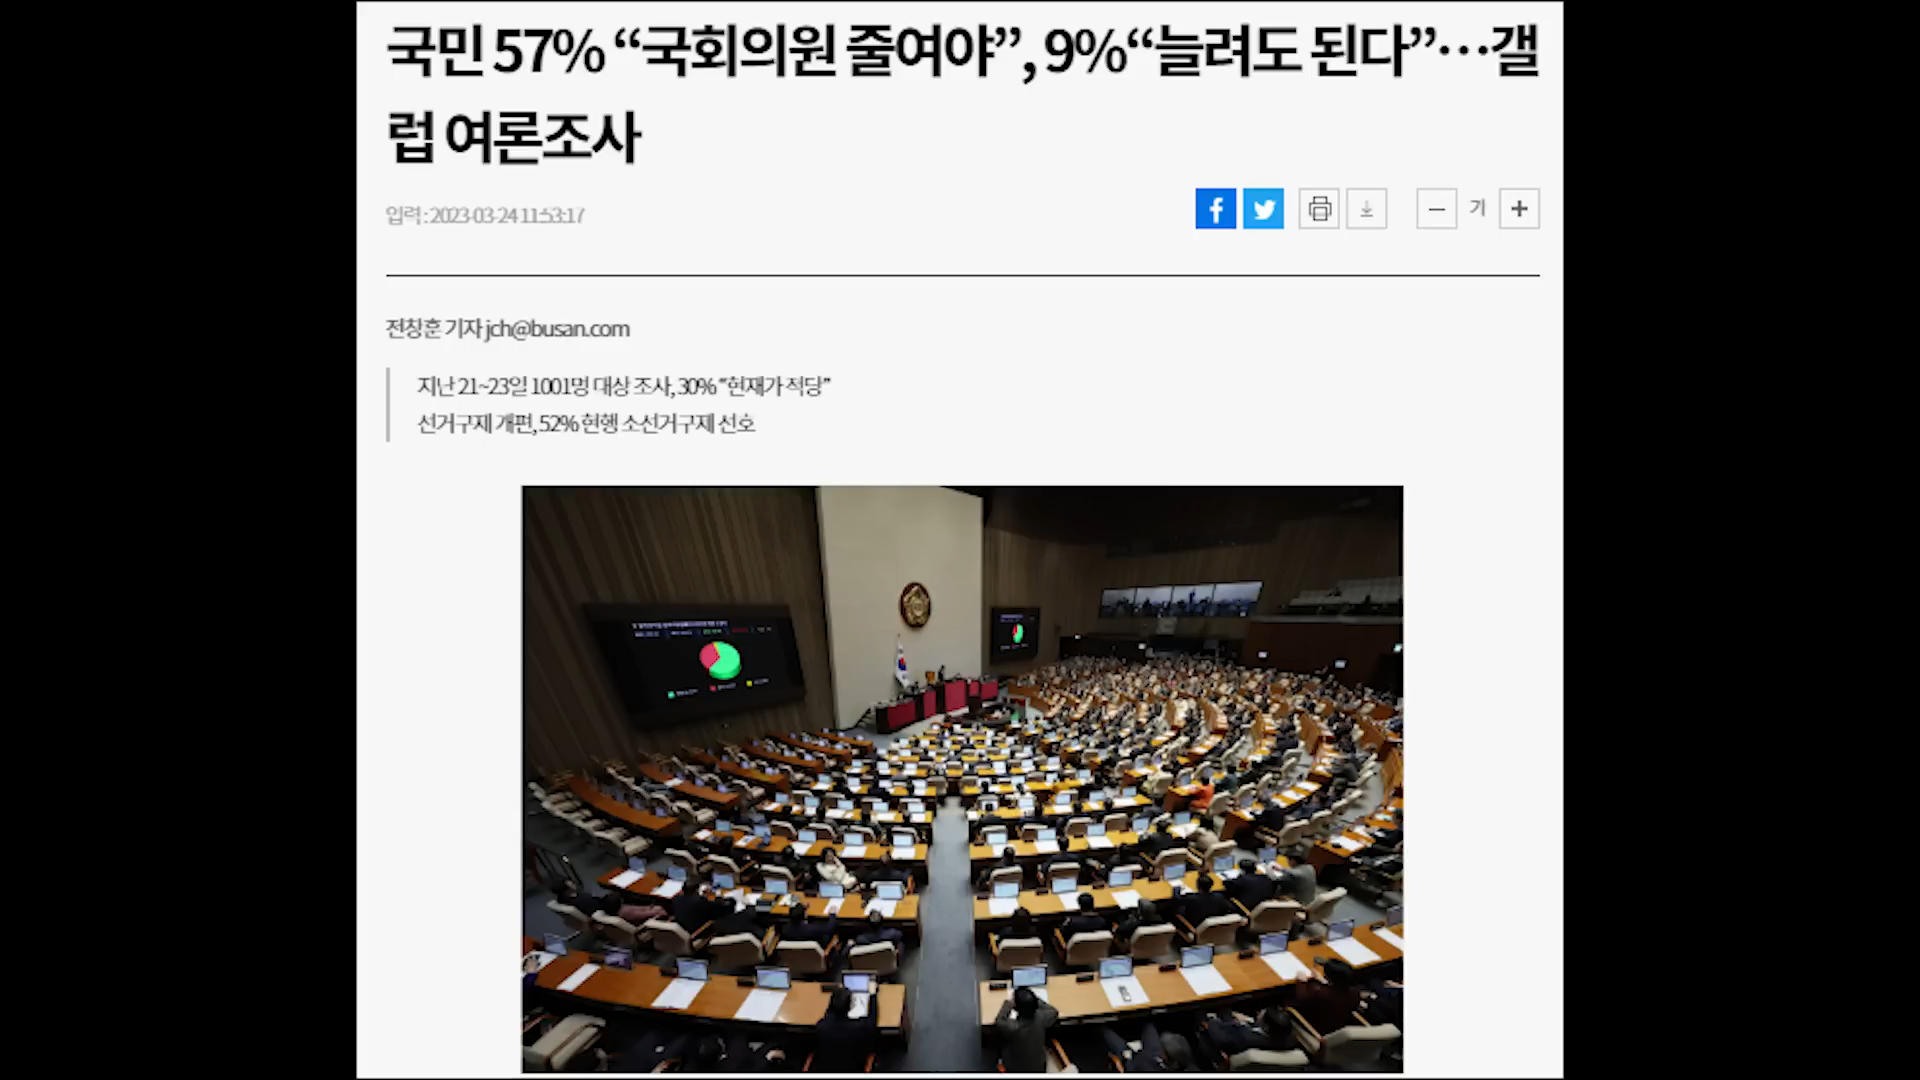 국민 57% “국회의원 줄여야”, 9%“늘려도 된다”…갤
럽 여론조사
입력 : 2023-03-24 11:53:17
가
전창훈 기자 jch@busan.com
지난 21~23일 1001명 대상 조사, 30% “현재가 적당”
선거구제 개편, 52% 현행 소선거구제 선호